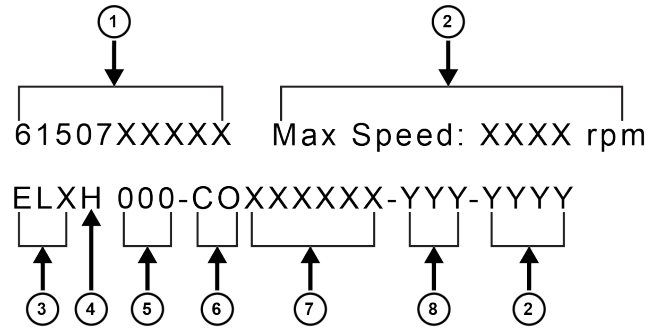 1 2
61507XXXXX Max Speed: XXXX rpm
ELXH 000-COXXXXXX-YYY-YYYY
3 4 5 6 7 8 2